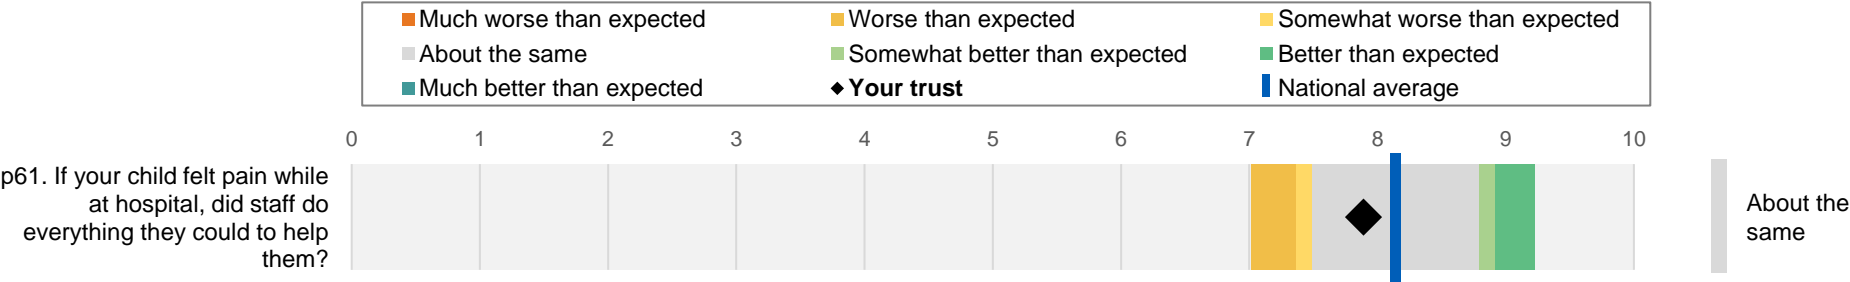 Much worse than expected Worse than expected Somewhat worse than expected
About the same Somewhat better than expected Better than expected
Much better than expected Your trust National average
0 1 2 3 4 5 6 7 8 9 10
p61. If your child felt pain while
at hospital, did staff do
everything they could to help
them?
About the
same